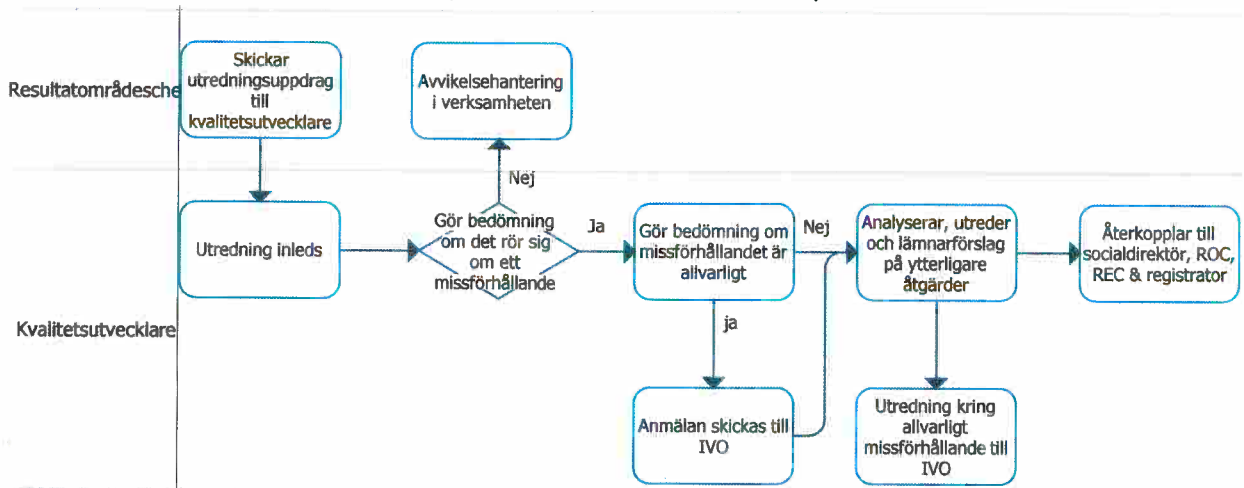 Resultatområdesche
Skickar
utredningsuppdrag
till
kvalitetsutvecklare
Avvikelsehantering
i verksamheten
Nej
Kvalitetsutvecklare
Utredning inleds
Gör bedömning
om det rör sig
om ett
missförhållande
Ja
Gör bedömning om
missförhållandet är
allvarligt
Nej
Analyserar, utreder
och lämnarförslag
på ytterligare
åtgärder
Återkopplar till
socialdirektör, ROC,
REC & registrator
ja
Anmälan skickas till
IVO
Utredning kring
allvarligt
missförhållande till
IVO